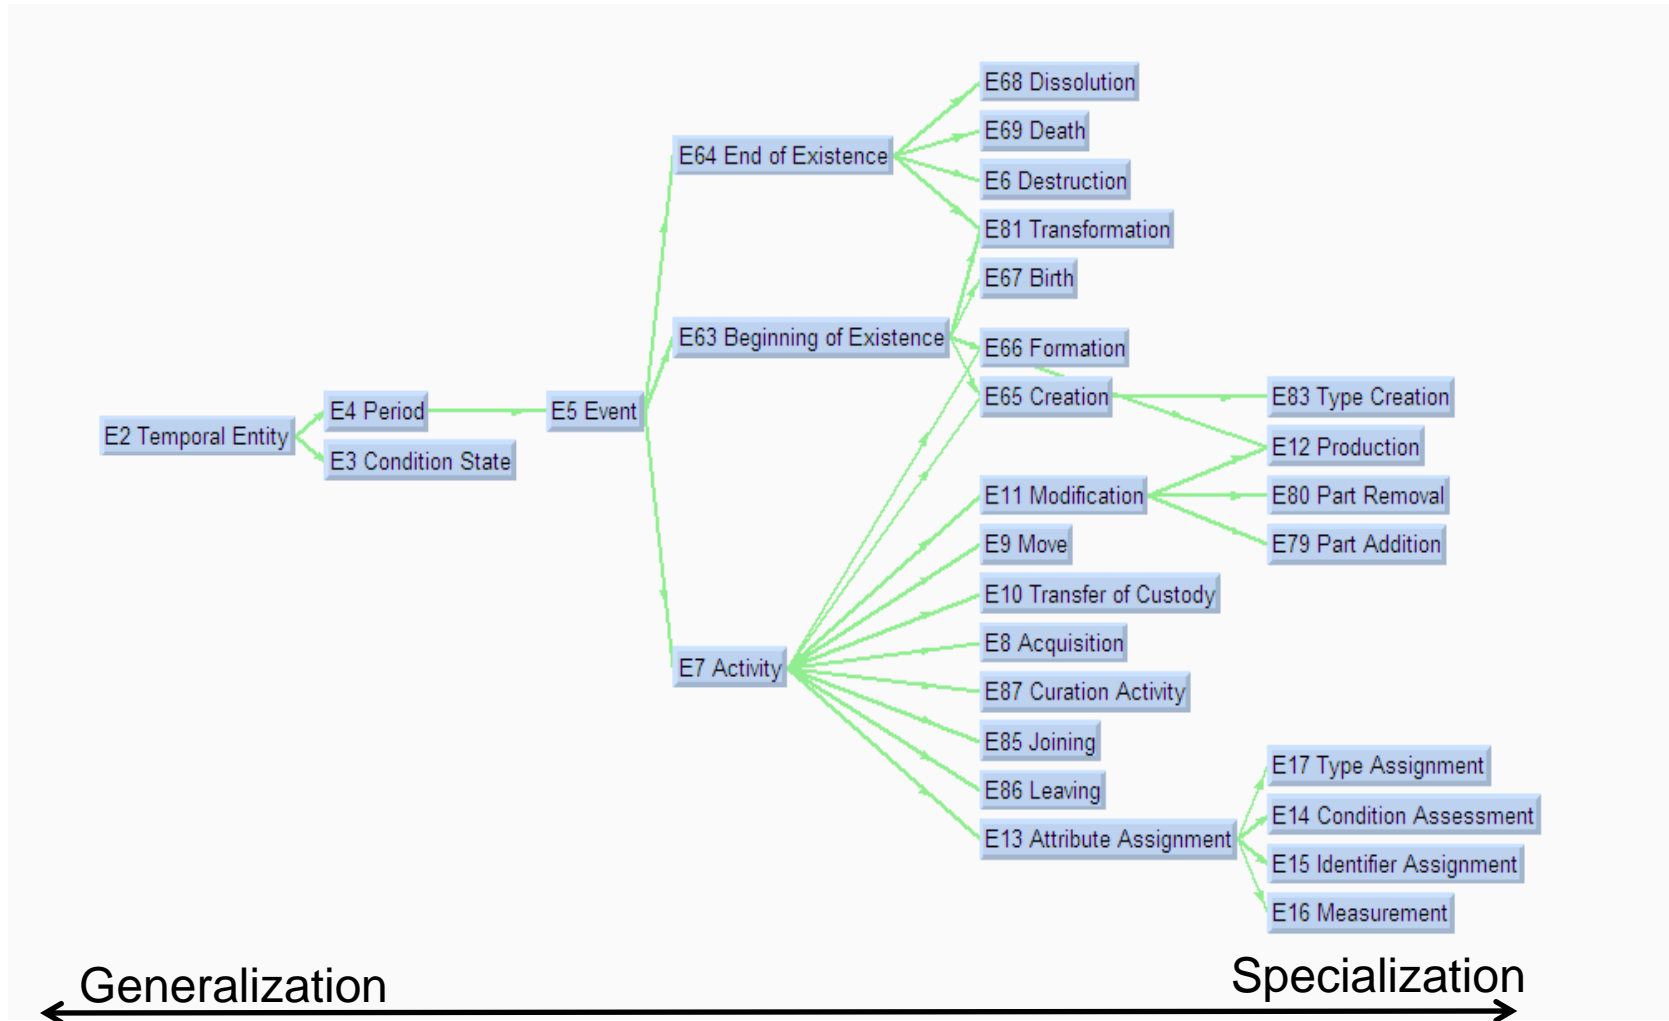 E68 Dissolution
E69 Death
E64 End of Existence
E6 Destruction
E81 Transformation
E67 Birth
E63 Beginning of Existence
E66 Formation
E65 Creation
E83 Type Creation
E4 Period
E5 Event
E2 Temporal Entity
E3 Condition State
E12 Production
E11 Modification
E80 Part Removal
E9 Move
E79 Part Addition
E10 Transfer of Custody
E8 Acquisition
E7 Activity
E87 Curation Activity
E85 Joining
E86 Leaving
E17 Type Assignment
E14 Condition Assessment
E13 Attribute Assignment
E15 Identifier Assignment
E16 Measurement
Generalization
Specialization